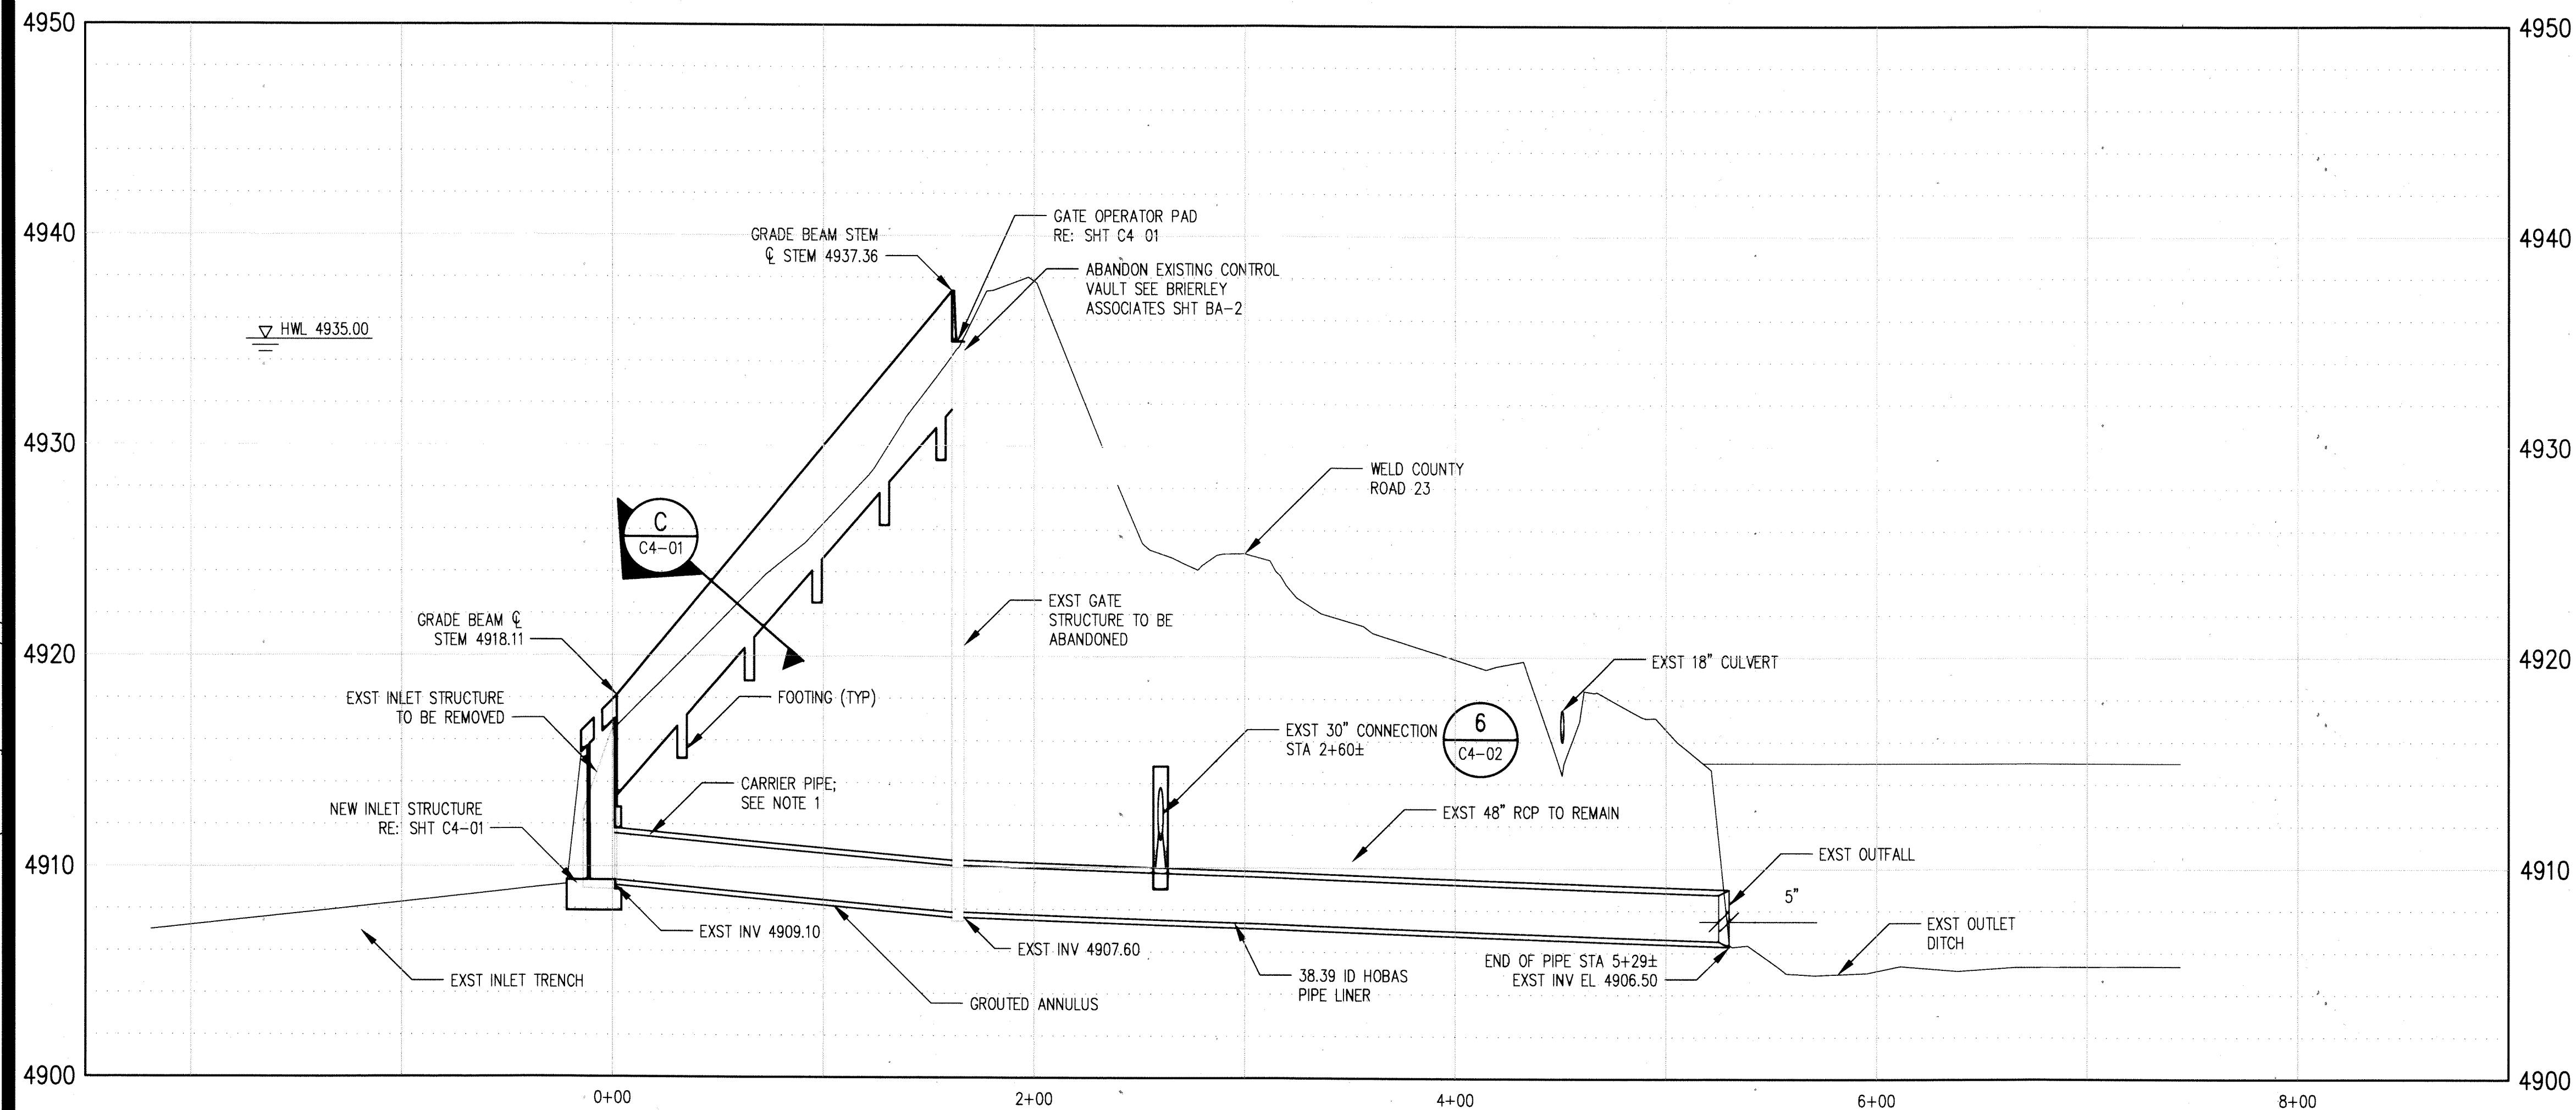 4950
4950
GATE OPERATOR PAD
RE: SHT C4 01
GRADE BEAM STEM
℄ STEM 4937.36
4940
4940
ABANDON EXISTING CONTROL
VAULT SEE BRIERLEY
ASSOCIATES SHT BA-2
HWL 4935.00
4930
4930
WELD COUNTY
ROAD 23
C
C4-01
EXST GATE
STRUCTURE TO BE
ABANDONED
GRADE BEAM ℄
STEM 4918.11
4920
4920
EXST 18" CULVERT
EXST INLET STRUCTURE
TO BE REMOVED
FOOTING (TYP)
EXST 30" CONNECTION
STA 2+60±
6
C4-02
CARRIER PIPE;
SEE NOTE 1
NEW INLET STRUCTURE
RE: SHT C4-01
EXST 48" RCP TO REMAIN
4910
4910
EXST OUTFALL
5"
EXST INV 4909.10
EXST INV 4907.60
EXST OUTLET
DITCH
END OF PIPE STA 5+29±
EXST INV EL 4906.50
EXST INLET TRENCH
38.39 ID HOBAS
PIPE LINER
GROUTED ANNULUS
4900
4900
0+00
2+00
4+00
6+00
8+00